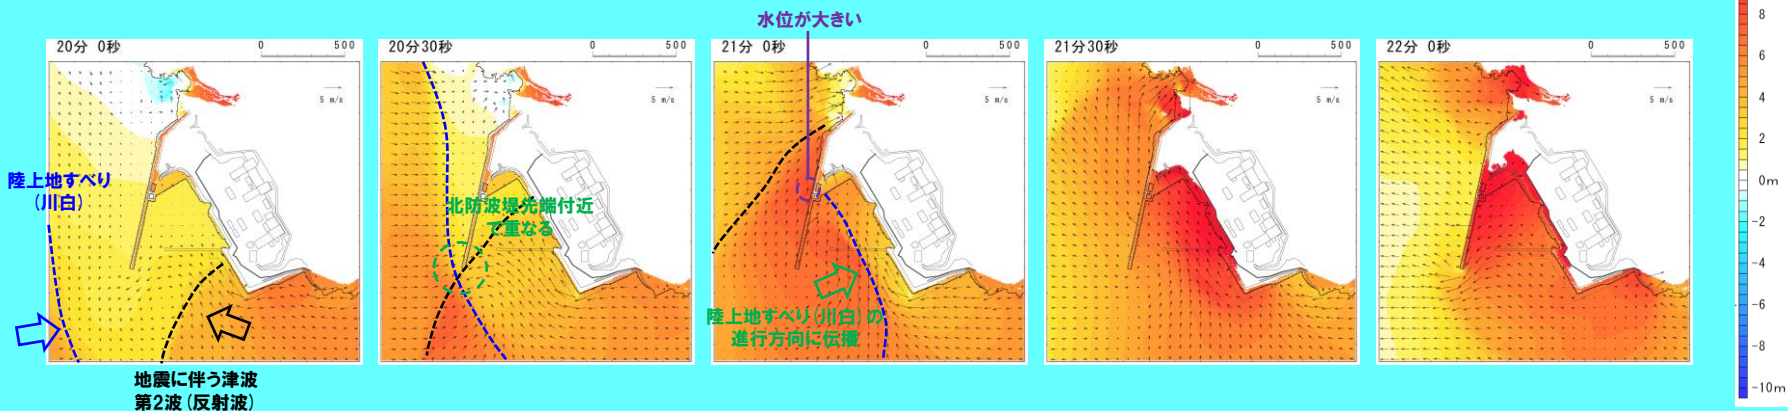 水位が大きい
20分 0秒
0
500
5 m/s
陸上地すべり
(川白)
地震に伴う津波
第2波(反射波)
20分30秒
0
500
5 m/s
北防波堤先端付近
で重なる
21分 0秒
0
500
5 m/s
陸上地すべり(川白)の
進行方向に伝播
21分30秒
0
500
5 m/s
22分 0秒
0
500
5 m/s
8
6
4
2
0m
-2
-4
-6
-8
-10m